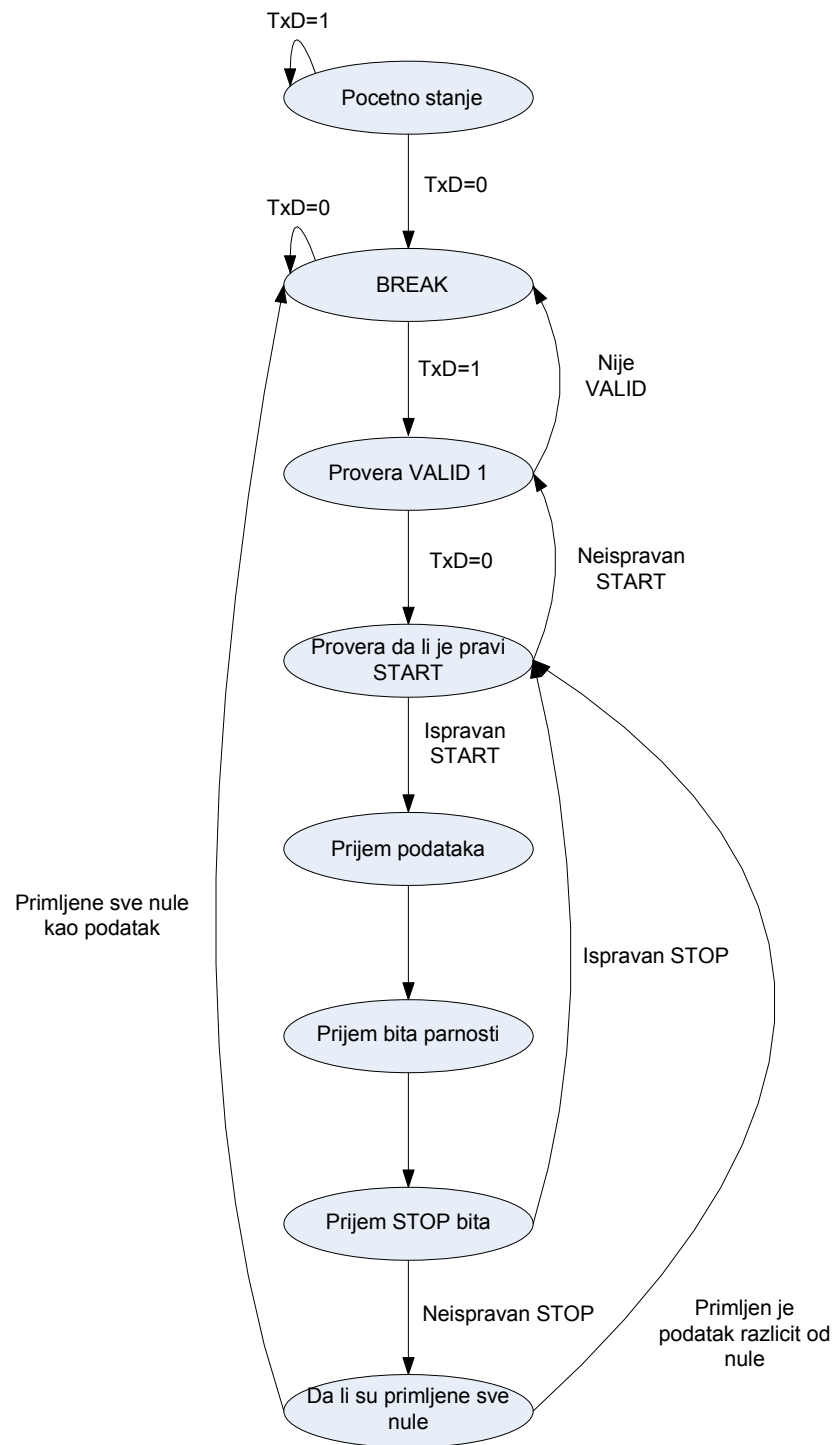 TxD=1
Pocetno stanje
TxD=0
TxD=0
BREAK
TxD=1
Nije
VALID
Provera VALID 1
TxD=0
Neispravan
START
Provera da li je pravi
START
Ispravan
START
Prijem podataka
Primljene sve nule
kao podatak
Ispravan STOP
Prijem bita parnosti
Prijem STOP bita
Neispravan STOP
Primljen je
podatak razlicit od
nule
Da li su primljene sve
nule